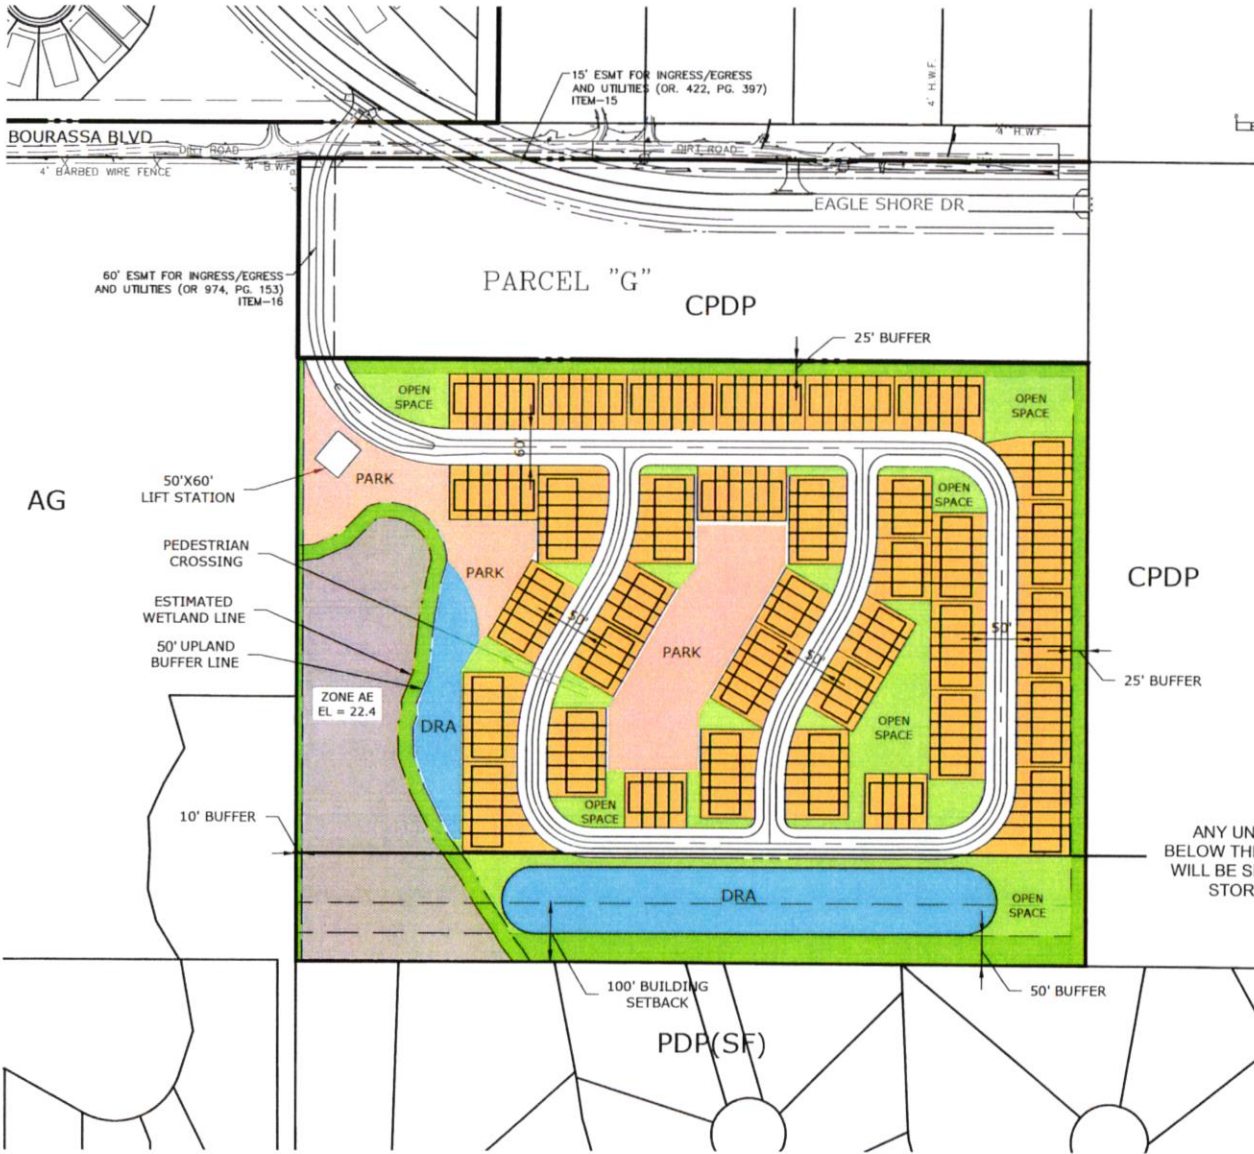 15' ESMT FOR INGRESS/EGRESS
AND UTILITIES (OR. 422, PG. 397)
ITEM-15
4' H.W.F.
BOURASSA BLVD
DIRT ROAD
DIRT ROAD
4' H.W.F.
4' BARBED WIRE FENCE
4' B.W.F.
EAGLE SHORE DR
60' ESMT FOR INGRESS/EGRESS
AND UTILITIES (OR 974, PG. 153)
ITEM-16
PARCEL "G"
CPDP
25' BUFFER
OPEN
SPACE
OPEN
SPACE
60'
50'X60'
LIFT STATION
PARK
AG
OPEN
SPACE
PEDESTRIAN
CROSSING
PARK
CPDP
ESTIMATED
WETLAND LINE
50'
50'
50'
50' UPLAND
BUFFER LINE
PARK
25' BUFFER
ZONE AE
EL = 22.4
DRA
OPEN
SPACE
10' BUFFER
OPEN
SPACE
ANY UN
BELOW THE
WILL BE S
STOR
DRA
OPEN
SPACE
100' BUILDING
SETBACK
50' BUFFER
PDP(SF)